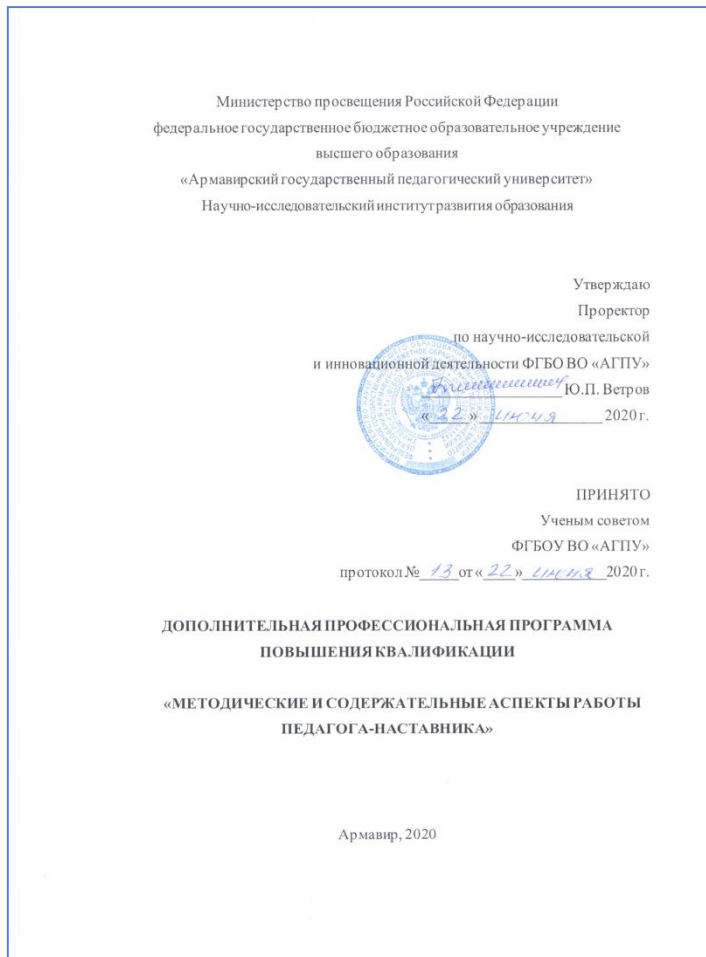 Министерство просвещения Российской Федерации
федеральное государственное бюджетное образовательное учреждение
высшего образования
«Армавирский государственный педагогический университет»
Научно-исследовательский институт развития образования
Утверждаю
Проректор
по научно-исследовательской
и инновационной деятельности ФГБО ВО «АГПУ»
Ю.П. Ветров
«22» июня 2020 г.
ПРИНЯТО
Ученым советом
ФГБОУ ВО «АГПУ»
протокол № 13 от «22» июня 2020 г.
ДОПОЛНИТЕЛЬНАЯ ПРОФЕССИОНАЛЬНАЯ ПРОГРАММА
ПОВЫШЕНИЯ КВАЛИФИКАЦИИ
«МЕТОДИЧЕСКИЕ И СОДЕРЖАТЕЛЬНЫЕ АСПЕКТЫ РАБОТЫ
ПЕДАГОГА-НАСТАВНИКА»
Армавир, 2020